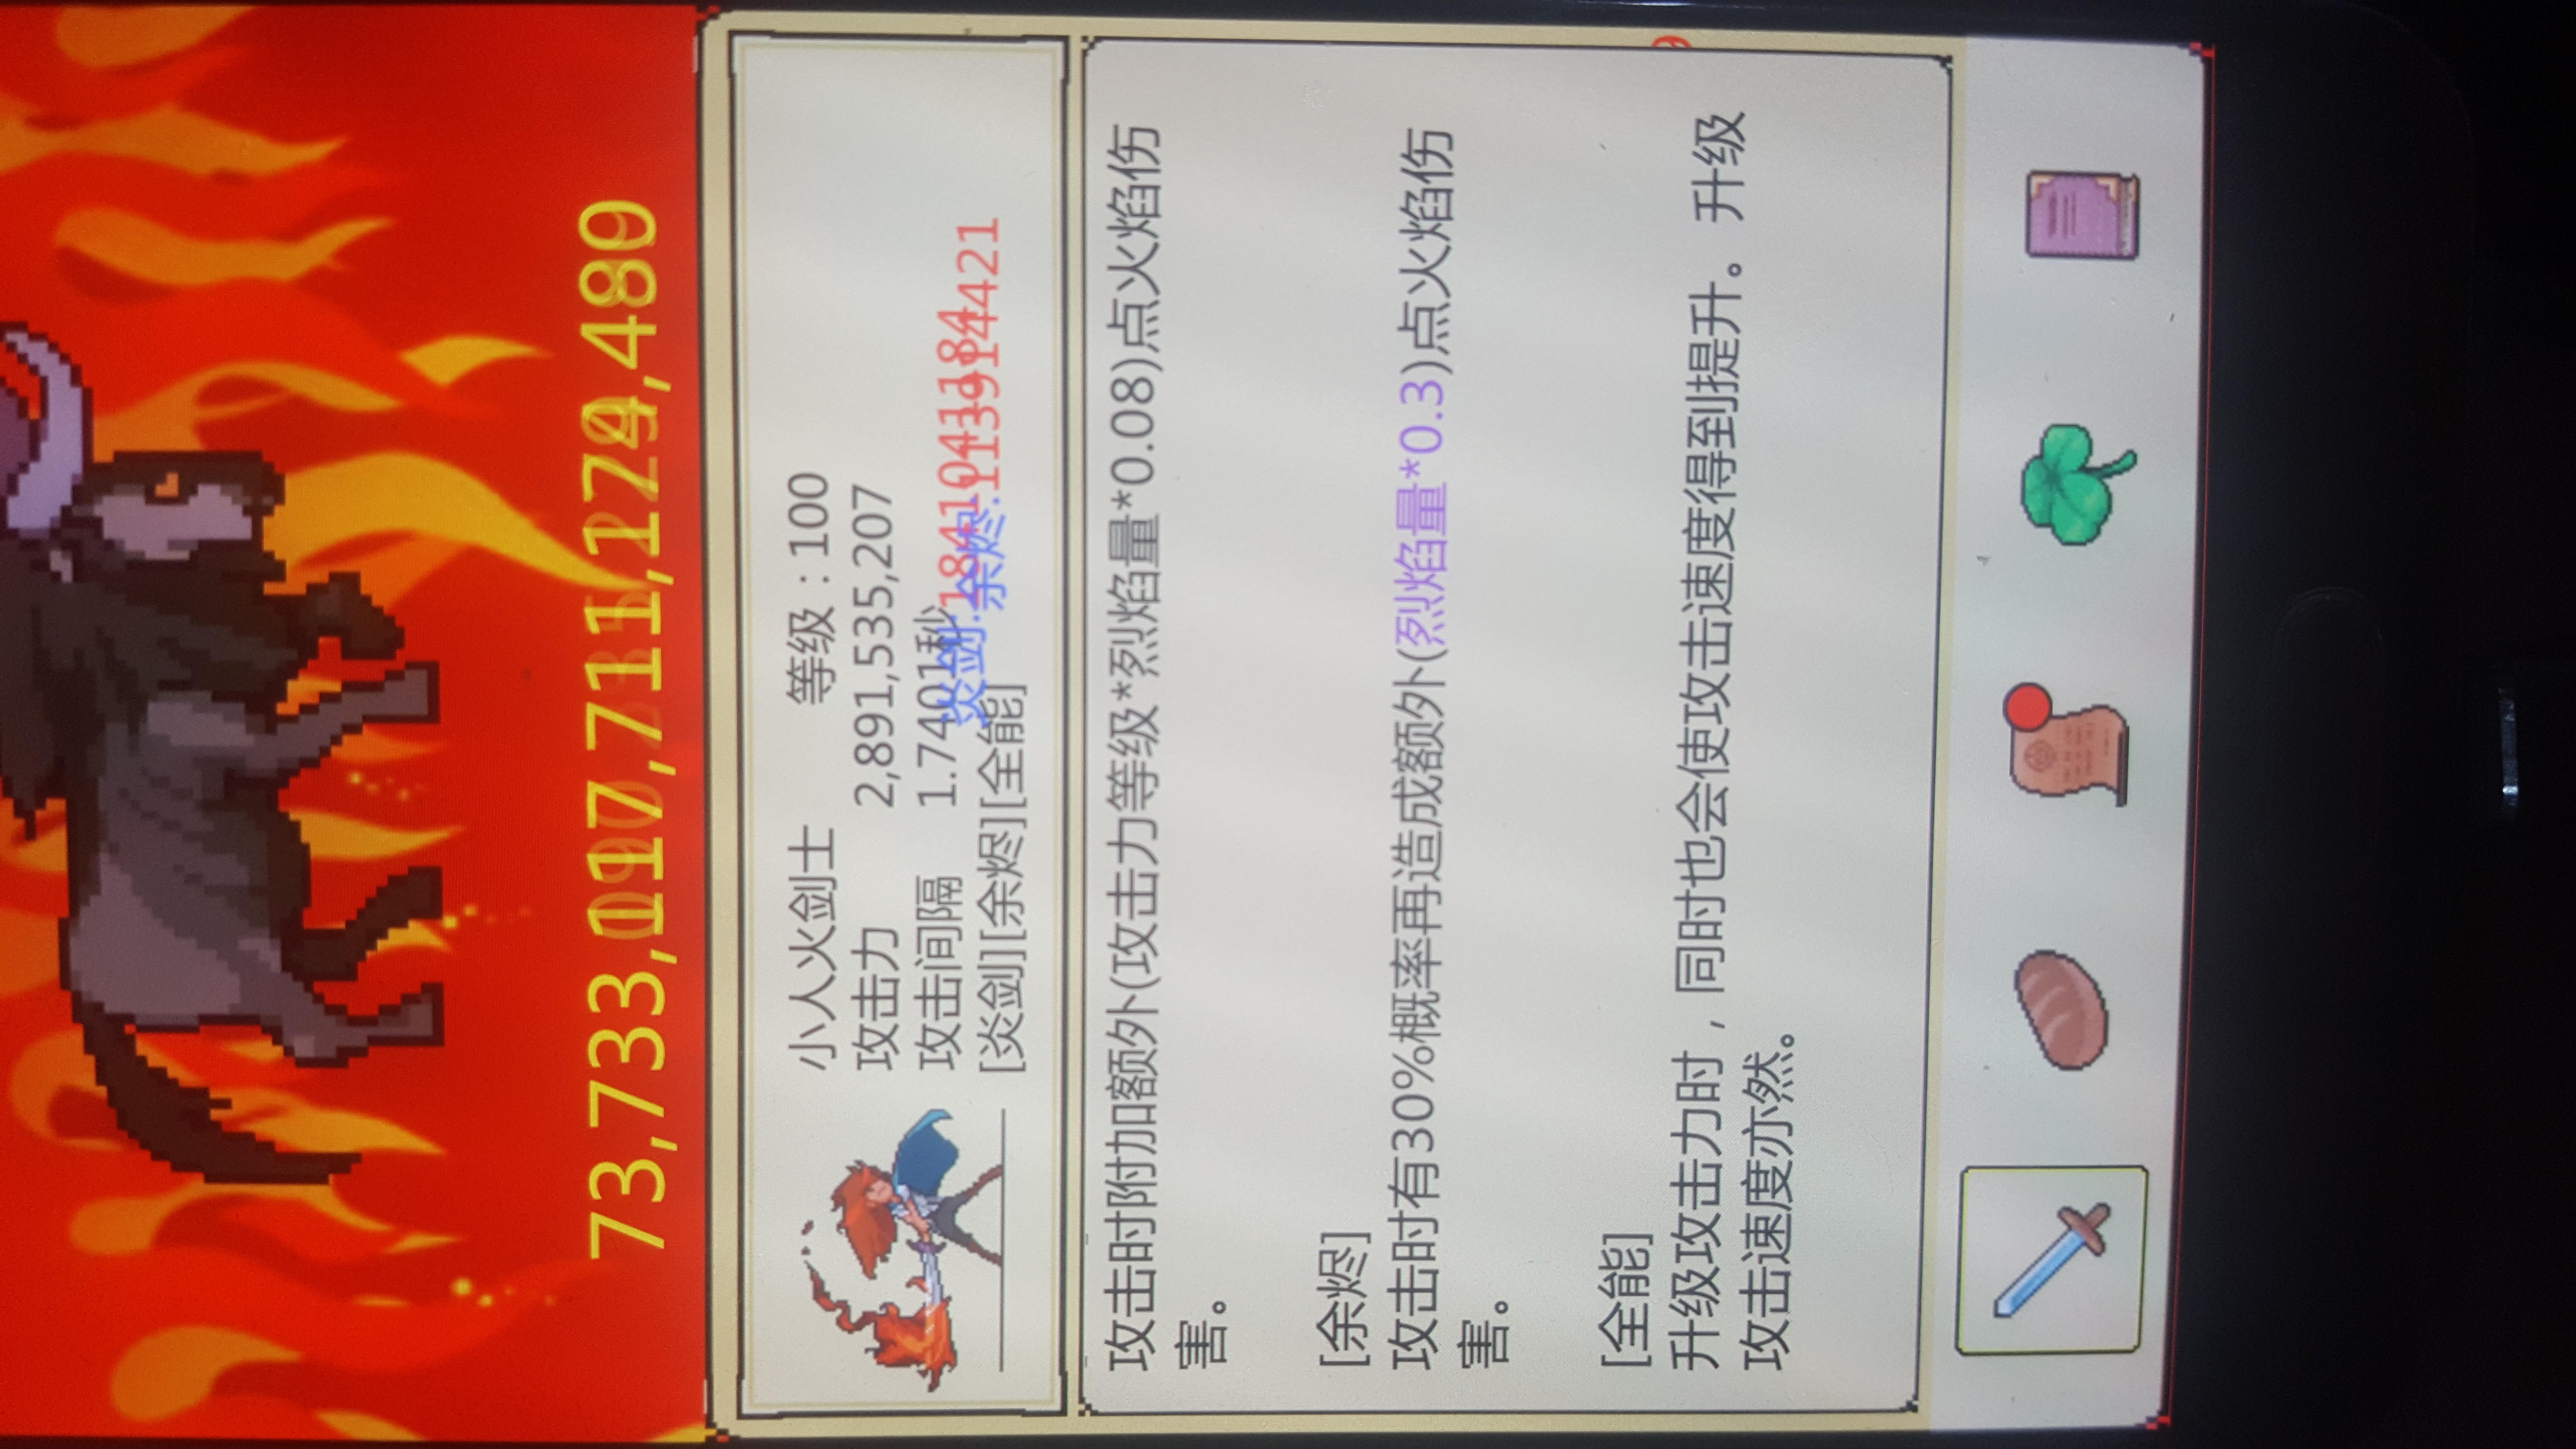 小人火剑士 等级：100
攻击力 2,891,535,207
攻击间隔 1.7401秒
[炎剑][余烬][全能]
炎剑
余烬
攻击时附加额外(攻击力等级*烈焰量*0.08)点火焰伤
害。
[余烬]
攻击时有30%概率再造成额外(烈焰量*0.3)点火焰伤
害。
[全能]
升级攻击力时，同时也会使攻击速度得到提升。升级
攻击速度亦然。